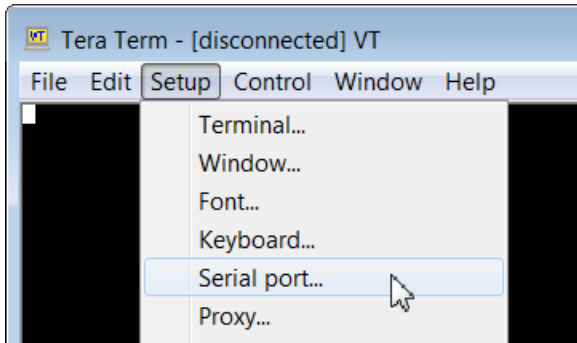 VT Tera Term - [disconnected] VT
File Edit Setup Control Window Help
Terminal...
Window...
Font...
Keyboard...
Serial port...
Proxy...